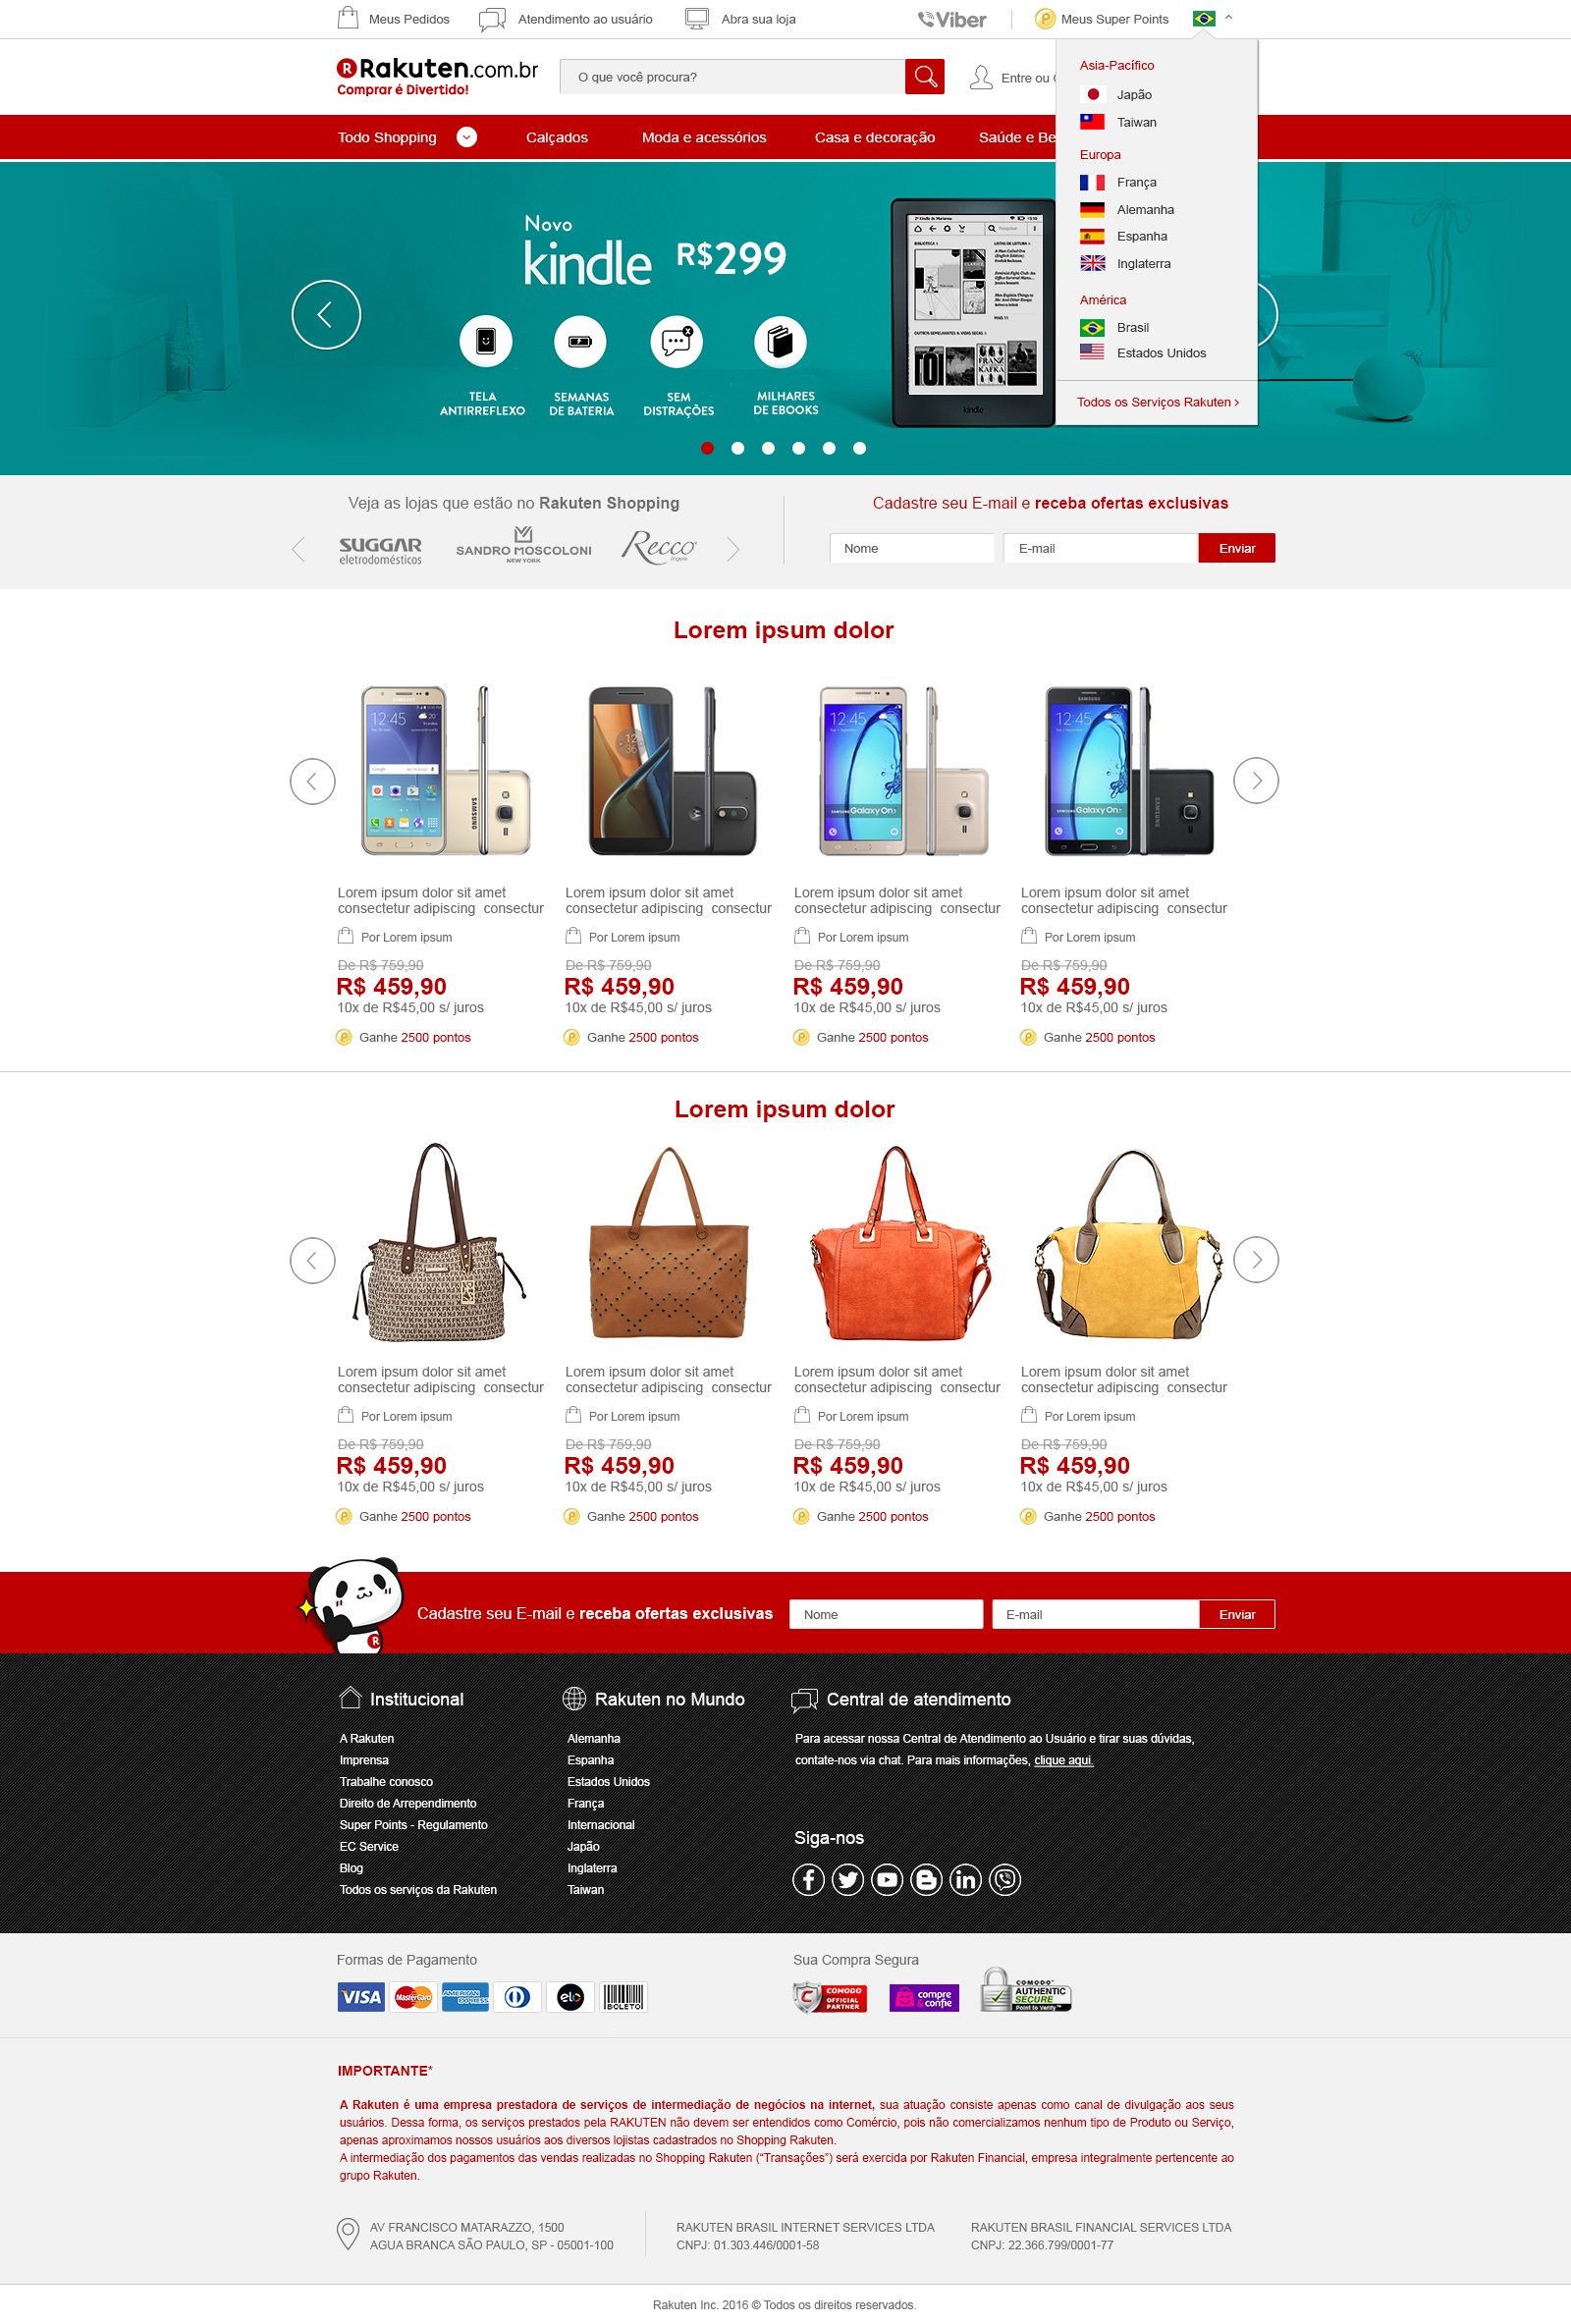 Meus Pedidos
Atendimento ao usuário
Abra sua loja
Viber
Meus Super Points
Rakuten.com.br
Comprar é Divertido!
O que você procura?
Entre ou
Asia-Pacífico
Japão
Taiwan
Europa
França
Alemanha
Espanha
Inglaterra
América
Brasil
Estados Unidos
Todos os Serviços Rakuten >
Todo Shopping
Calçados
Moda e acessórios
Casa e decoração
Saúde e Be
Novo
kindle
R$299
TELA
ANTIRREFLEXO
SEMANAS
DE BATERIA
SEM
DISTRAÇÕES
MILHARES
DE EBOOKS
kindle
Veja as lojas que estão no Rakuten Shopping
SUGGAR
eletrodomésticos
SANDRO MOSCOLONI
NEW YORK
Recco
lingerie
Cadastre seu E-mail e receba ofertas exclusivas
Nome
E-mail
Enviar
Lorem ipsum dolor
Lorem ipsum dolor sit amet
consectetur adipiscing  consectur
Por Lorem ipsum
De R$ 759,90
R$ 459,90
10x de R$45,00 s/ juros
Ganhe 2500 pontos
Lorem ipsum dolor sit amet
consectetur adipiscing  consectur
Por Lorem ipsum
De R$ 759,90
R$ 459,90
10x de R$45,00 s/ juros
Ganhe 2500 pontos
Lorem ipsum dolor sit amet
consectetur adipiscing  consectur
Por Lorem ipsum
De R$ 759,90
R$ 459,90
10x de R$45,00 s/ juros
Ganhe 2500 pontos
Lorem ipsum dolor sit amet
consectetur adipiscing  consectur
Por Lorem ipsum
De R$ 759,90
R$ 459,90
10x de R$45,00 s/ juros
Ganhe 2500 pontos
Lorem ipsum dolor
Lorem ipsum dolor sit amet
consectetur adipiscing  consectur
Por Lorem ipsum
De R$ 759,90
R$ 459,90
10x de R$45,00 s/ juros
Ganhe 2500 pontos
Lorem ipsum dolor sit amet
consectetur adipiscing  consectur
Por Lorem ipsum
De R$ 759,90
R$ 459,90
10x de R$45,00 s/ juros
Ganhe 2500 pontos
Lorem ipsum dolor sit amet
consectetur adipiscing  consectur
Por Lorem ipsum
De R$ 759,90
R$ 459,90
10x de R$45,00 s/ juros
Ganhe 2500 pontos
Lorem ipsum dolor sit amet
consectetur adipiscing  consectur
Por Lorem ipsum
De R$ 759,90
R$ 459,90
10x de R$45,00 s/ juros
Ganhe 2500 pontos
Cadastre seu E-mail e receba ofertas exclusivas
Nome
E-mail
Enviar
Institucional
A Rakuten
Imprensa
Trabalhe conosco
Direito de Arrependimento
Super Points - Regulamento
EC Service
Blog
Todos os serviços da Rakuten
Rakuten no Mundo
Alemanha
Espanha
Estados Unidos
França
Internacional
Japão
Inglaterra
Taiwan
Central de atendimento
Para acessar nossa Central de Atendimento ao Usuário e tirar suas dúvidas,
contate-nos via chat. Para mais informações, clique aqui.
Siga-nos
Formas de Pagamento
VISA
MasterCard
AMERICAN EXPRESS
elo
BOLETO
Sua Compra Segura
COMODO
OFFICIAL
PARTNER
compre
&confie
COMODO
AUTHENTIC
SECURE
Point to Verify™
IMPORTANTE*
A Rakuten é uma empresa prestadora de serviços de intermediação de negócios na internet, sua atuação consiste apenas como canal de divulgação aos seus
usuários. Dessa forma, os serviços prestados pela RAKUTEN não devem ser entendidos como Comércio, pois não comercializamos nenhum tipo de Produto ou Serviço,
apenas aproximamos nossos usuários aos diversos lojistas cadastrados no Shopping Rakuten.
A intermediação dos pagamentos das vendas realizadas no Shopping Rakuten (“Transações”) será exercida por Rakuten Financial, empresa integralmente pertencente ao
grupo Rakuten.
AV FRANCISCO MATARAZZO, 1500
AGUA BRANCA SÃO PAULO, SP - 05001-100
RAKUTEN BRASIL INTERNET SERVICES LTDA
CNPJ: 01.303.446/0001-58
RAKUTEN BRASIL FINANCIAL SERVICES LTDA
CNPJ: 22.366.799/0001-77
Rakuten Inc. 2016 © Todos os direitos reservados.